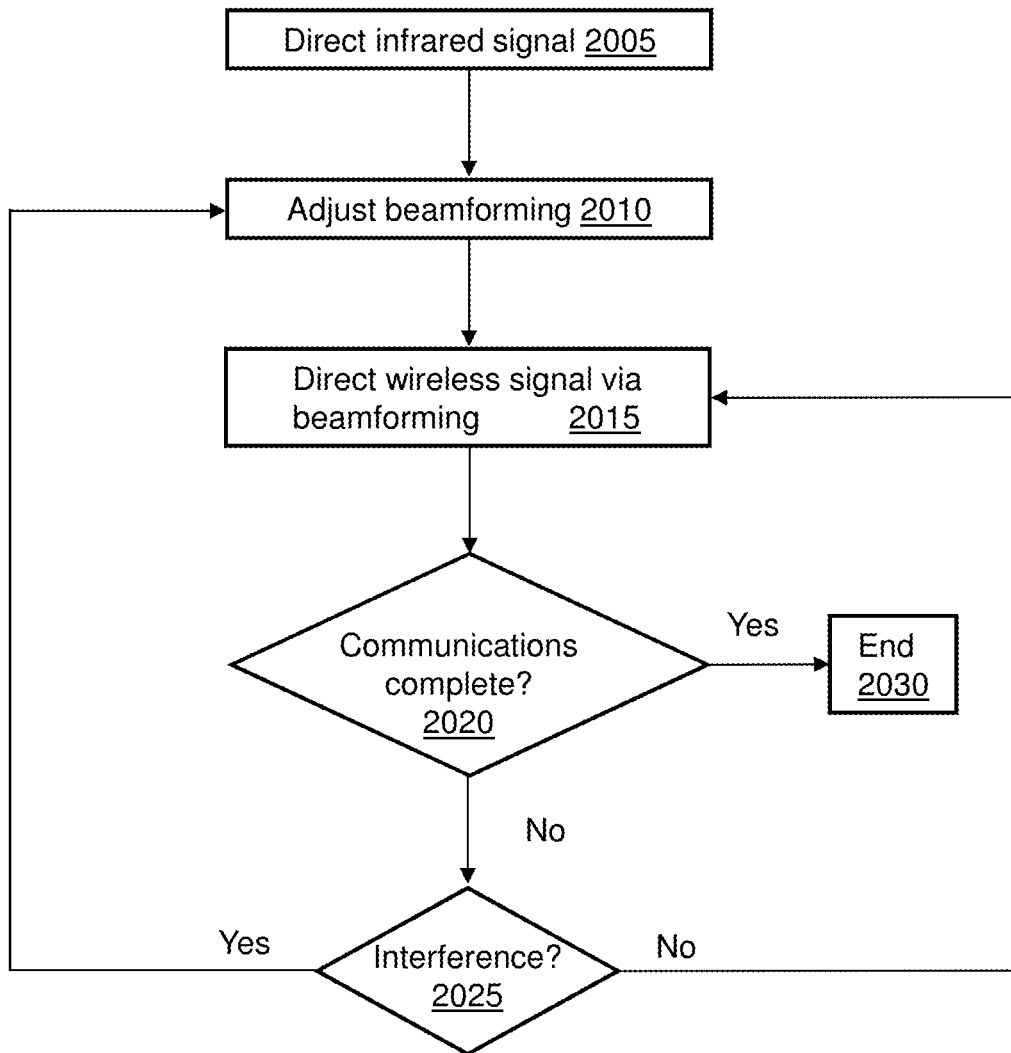 Direct infrared signal 2005
Adjust beamforming 2010
Direct wireless signal via
beamforming 2015
Communications
complete?
2020
Yes
End
2030
No
Interference?
2025
Yes
No